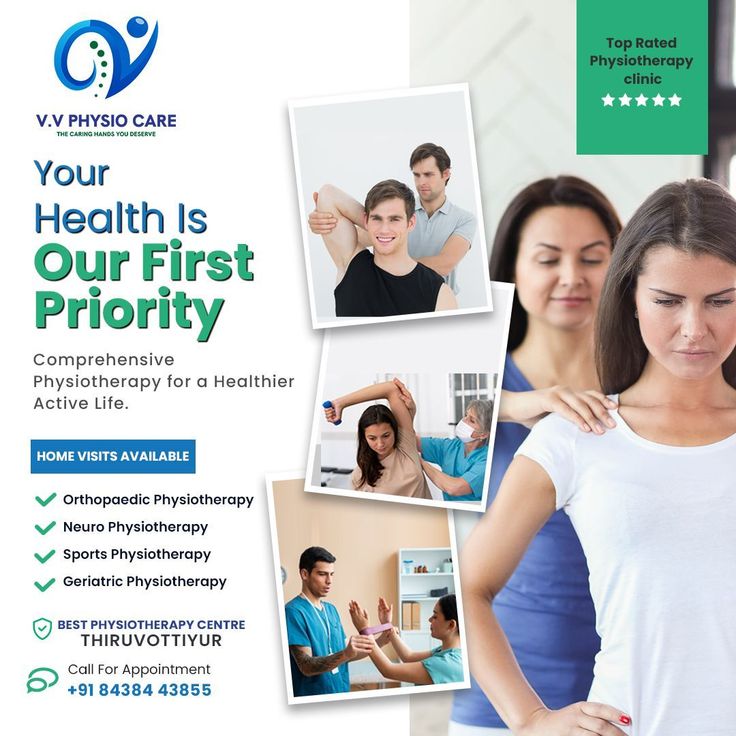 V.V PHYSIO CARE
THE CARING HANDS YOU DESERVE
Top Rated
Physiotherapy
clinic
Your
Health Is
Our First
Priority
Comprehensive
Physiotherapy for a Healthier
Active Life.
HOME VISITS AVAILABLE
Orthopaedic Physiotherapy
Neuro Physiotherapy
Sports Physiotherapy
Geriatric Physiotherapy
BEST PHYSIOTHERAPY CENTRE
THIRUVOTTIYUR
Call For Appointment
+91 84384 43855